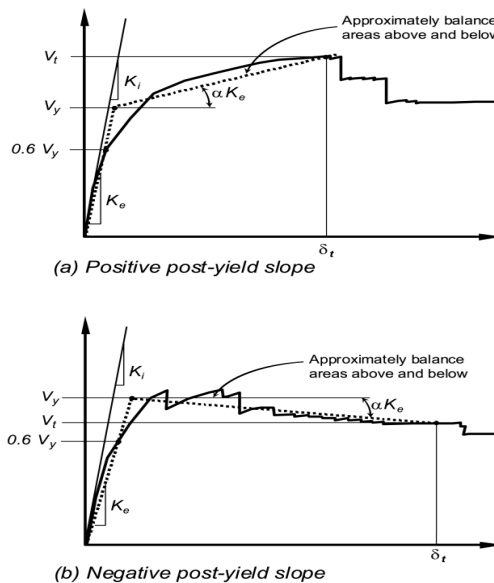 Approximately balance
areas above and below
V_t
K_i
αK_e
V_y
0.6 V_y
K_e
δ_t
(a) Positive post-yield slope
Approximately balance
areas above and below
K_i
V_y
αK_e
V_t
0.6 V_y
K_e
δ_t
(b) Negative post-yield slope